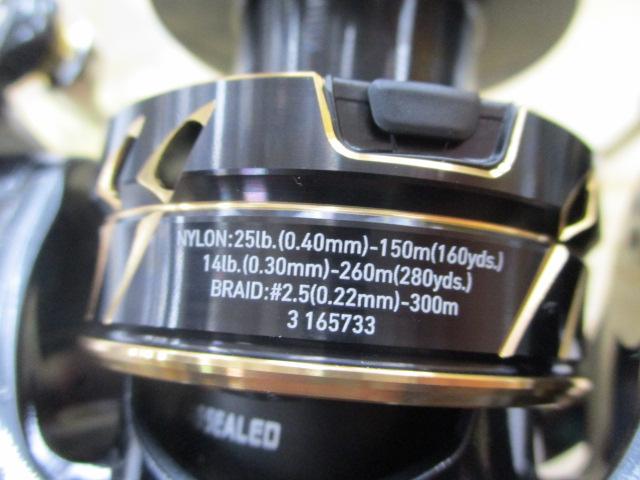 NYLON:25lb.(0.40mm)-150m(160yds.)
14lb.(0.30mm)-260m(280yds.)
BRAID:#2.5(0.22mm)-300m
3 165733
SEALED